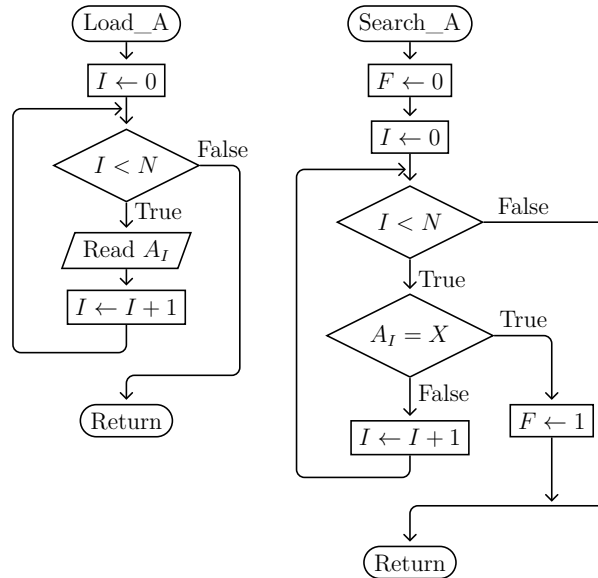 Load_A
I ← 0
I < N
False
True
Read A_I
I ← I + 1
Return
Search_A
F ← 0
I ← 0
I < N
False
True
A_I = X
True
False
I ← I + 1
F ← 1
Return